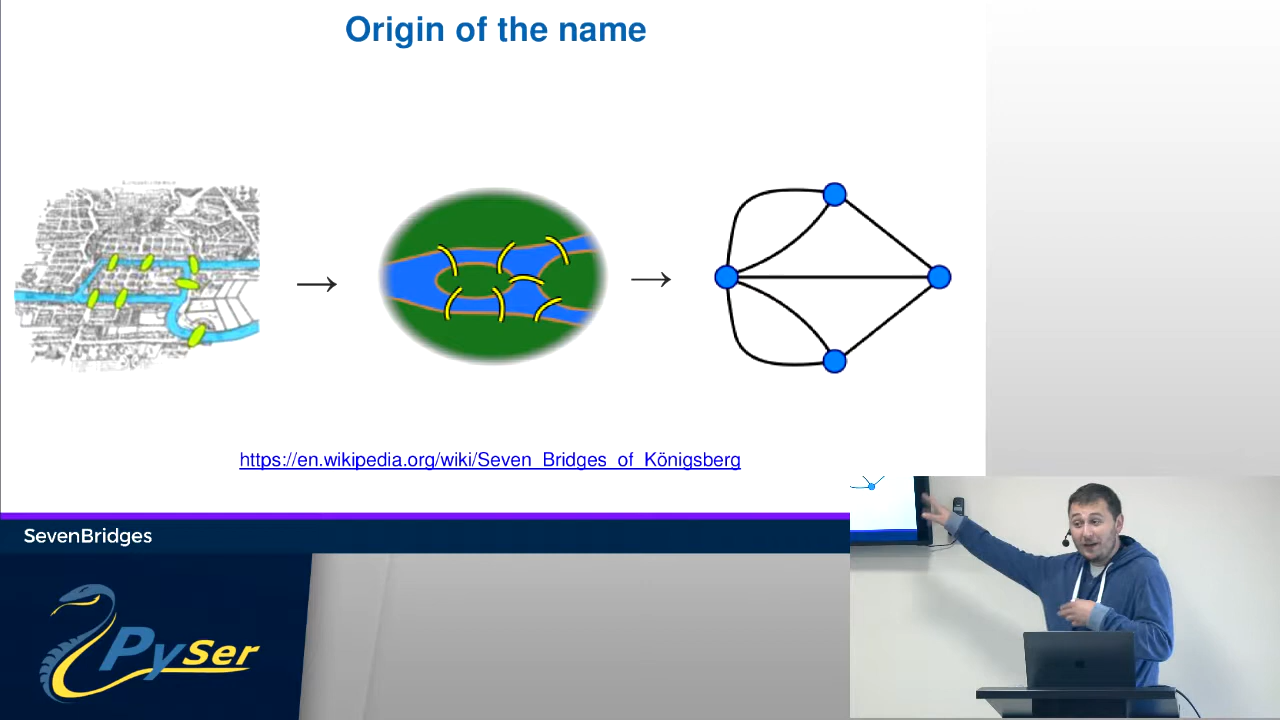 Origin of the name
https://en.wikipedia.org/wiki/Seven_Bridges_of_Königsberg
SevenBridges
PySer